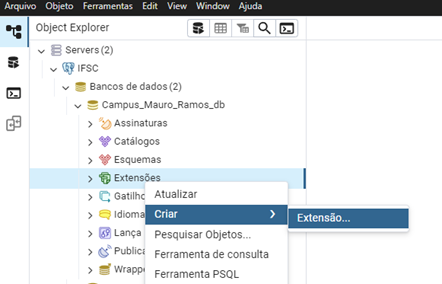 Arquivo Objeto Ferramentas Edit View Window Ajuda
Object Explorer
Servers (2)
IFSC
Bancos de dados (2)
Campus_Mauro_Ramos_db
Assinaturas
Catálogos
Esquemas
Extensões
Gatilho
Atualizar
Idioma
Criar
Extensão...
Lança
Pesquisar Objetos...
Publica
Ferramenta de consulta
Wrappe
Ferramenta PSQL